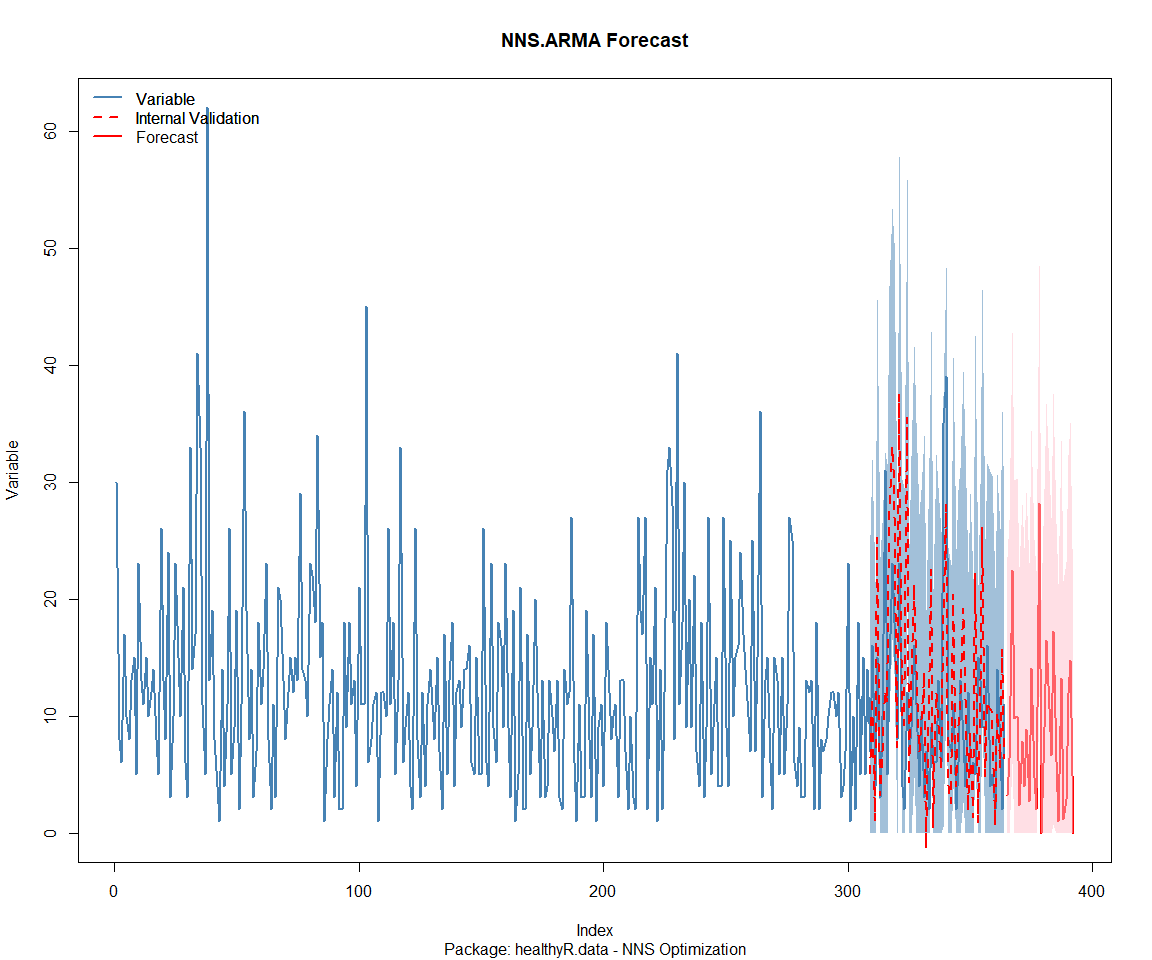 NNS.ARMA Forecast
Variable
Internal Validation
Forecast
60
50
40
30
20
10
0
Variable
0 100 200 300 400
Index
Package: healthyR.data - NNS Optimization